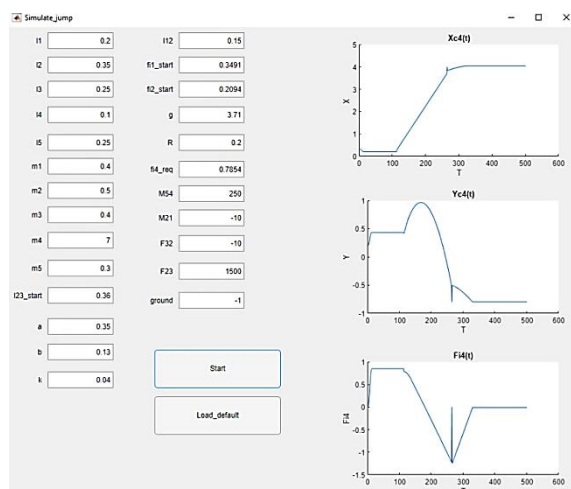 Simulate_jump
l1 0.2
l2 0.35
l3 0.25
l4 0.1
l5 0.25
m1 0.4
m2 0.5
m3 0.4
m4 7
m5 0.3
l23_start 0.36
a 0.35
b 0.13
k 0.04
l12 0.15
fi1_start 0.3491
fi2_start 0.2094
g 3.71
R 0.2
fi4_req 0.7854
M54 250
M21 -10
F32 -10
F23 1500
ground -1
Start
Load_default
Xc4(t)
5
4
3
2
1
0
X
0 100 200 300 400 500 600
T
Yc4(t)
1
0.5
0
-0.5
-1
Y
0 100 200 300 400 500 600
T
Fi4(t)
1
0.5
0
-0.5
-1
-1.5
Fi4
0 100 200 300 400 500 600